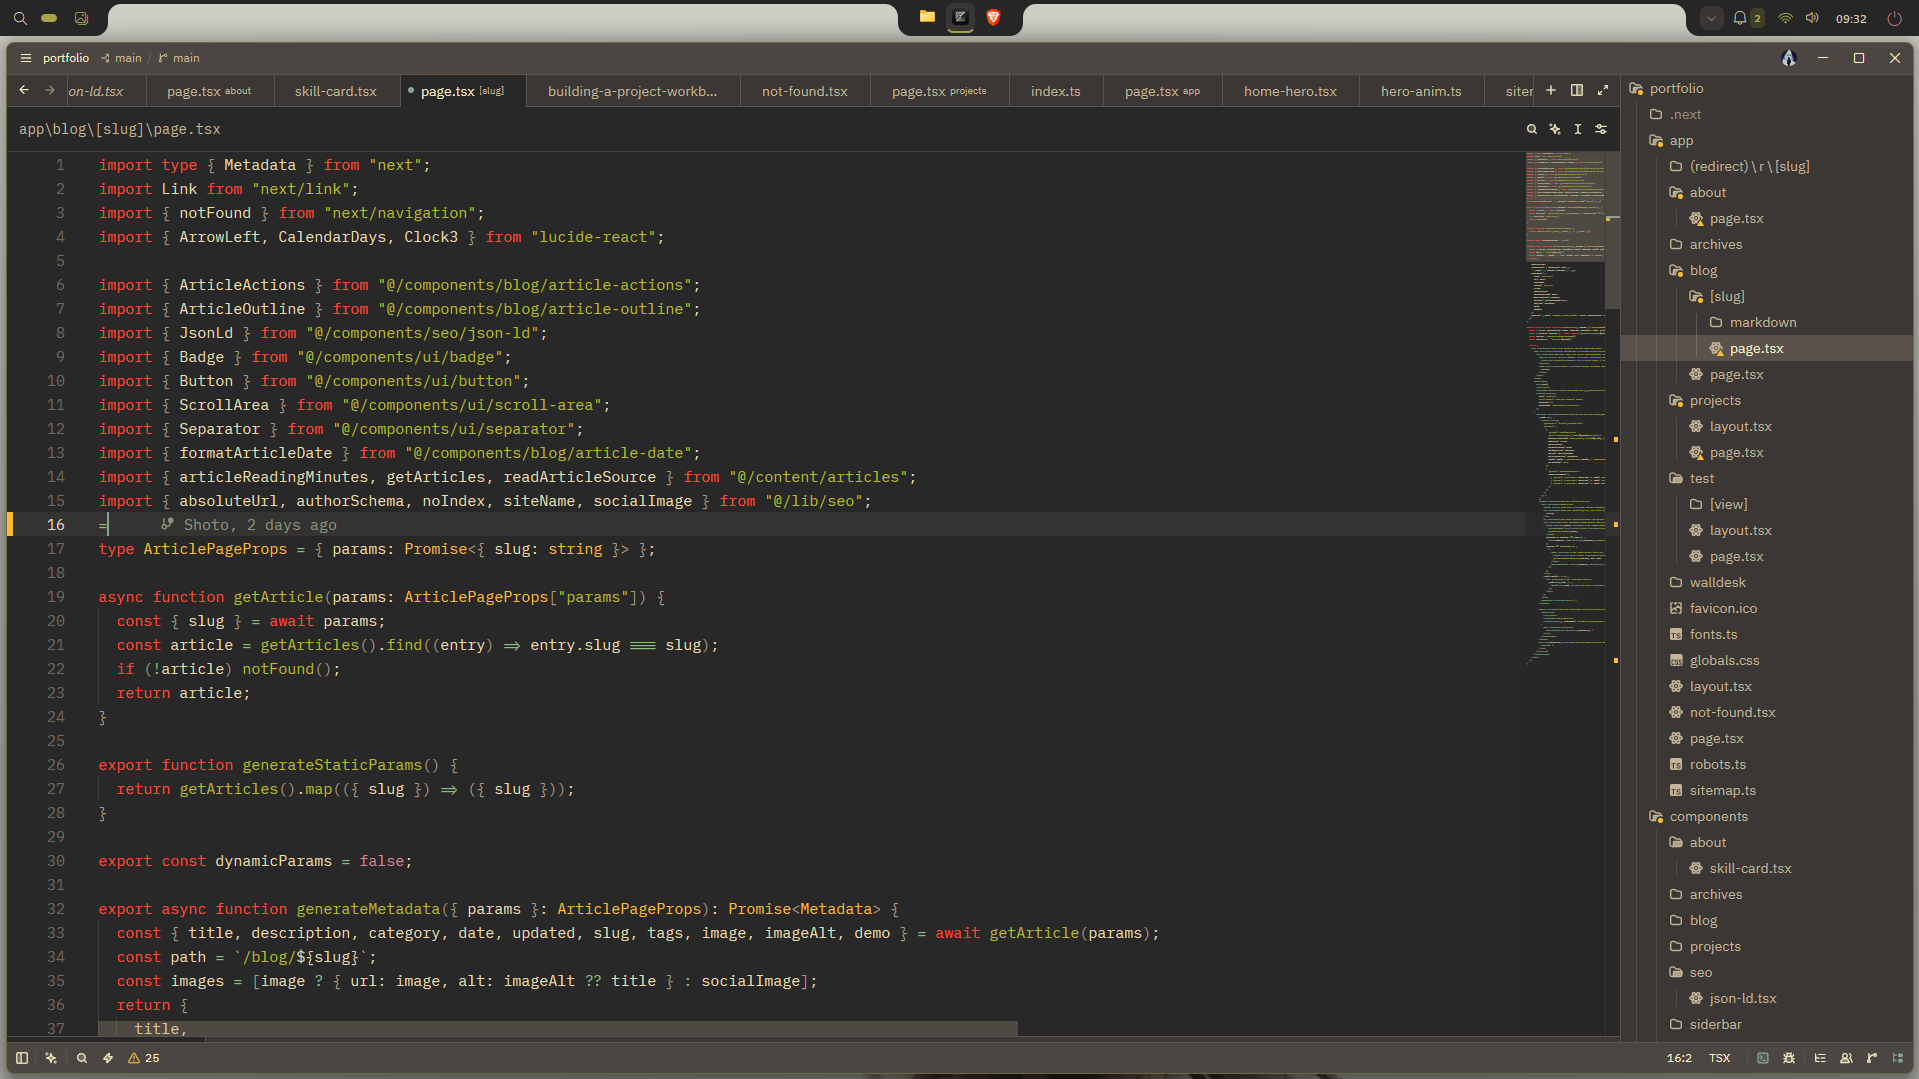 2
09:32
portfolio
main / main
on-ld.tsx
page.tsx about
skill-card.tsx
page.tsx [slug]
building-a-project-workb...
not-found.tsx
page.tsx projects
index.ts
page.tsx app
home-hero.tsx
hero-anim.ts
siter
app\blog\[slug]\page.tsx
1 import type { Metadata } from "next";
2 import Link from "next/link";
3 import { notFound } from "next/navigation";
4 import { ArrowLeft, CalendarDays, Clock3 } from "lucide-react";
5
6 import { ArticleActions } from "@/components/blog/article-actions";
7 import { ArticleOutline } from "@/components/blog/article-outline";
8 import { JsonLd } from "@/components/seo/json-ld";
9 import { Badge } from "@/components/ui/badge";
10 import { Button } from "@/components/ui/button";
11 import { ScrollArea } from "@/components/ui/scroll-area";
12 import { Separator } from "@/components/ui/separator";
13 import { formatArticleDate } from "@/components/blog/article-date";
14 import { articleReadingMinutes, getArticles, readArticleSource } from "@/content/articles";
15 import { absoluteUrl, authorSchema, noIndex, siteName, socialImage } from "@/lib/seo";
16 = Shoto, 2 days ago
17 type ArticlePageProps = { params: Promise<{ slug: string }> };
18
19 async function getArticle(params: ArticlePageProps["params"]) {
20 const { slug } = await params;
21 const article = getArticles().find((entry) => entry.slug === slug);
22 if (!article) notFound();
23 return article;
24 }
25
26 export function generateStaticParams() {
27 return getArticles().map(({ slug }) => ({ slug }));
28 }
29
30 export const dynamicParams = false;
31
32 export async function generateMetadata({ params }: ArticlePageProps): Promise<Metadata> {
33 const { title, description, category, date, updated, slug, tags, image, imageAlt, demo } = await getArticle(params);
34 const path = `/blog/${slug}`;
35 const images = [image ? { url: image, alt: imageAlt ?? title } : socialImage];
36 return {
37 title,
portfolio
.next
app
(redirect)\r\[slug]
about
page.tsx
archives
blog
[slug]
markdown
page.tsx
page.tsx
projects
layout.tsx
page.tsx
test
[view]
layout.tsx
page.tsx
walldesk
favicon.ico
fonts.ts
globals.css
layout.tsx
not-found.tsx
page.tsx
robots.ts
sitemap.ts
components
about
skill-card.tsx
archives
blog
projects
seo
json-ld.tsx
siderbar
25
16:2 TSX